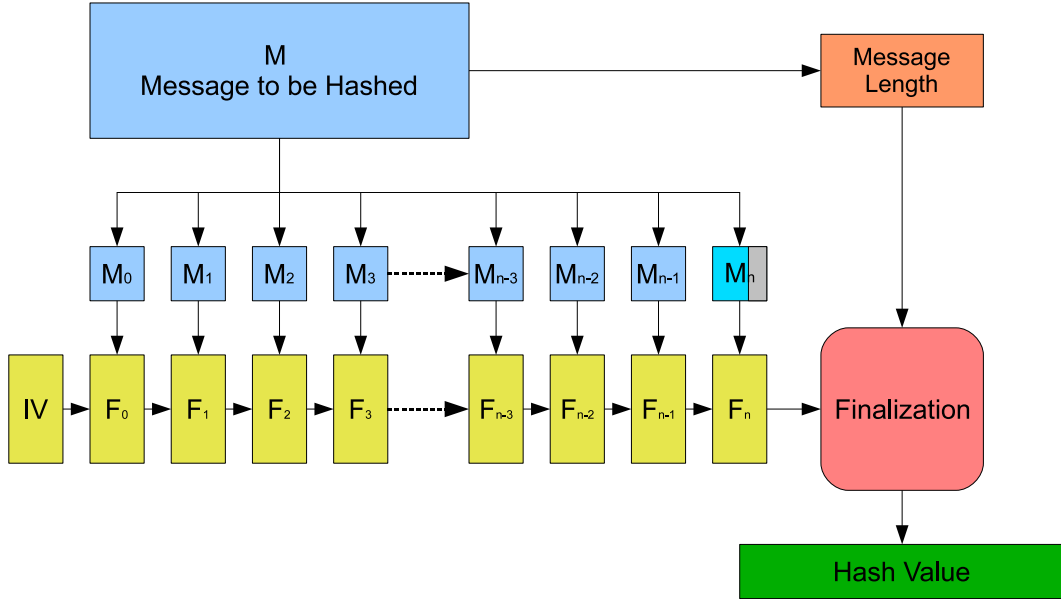 M
Message to be Hashed
Message
Length
M0 M1 M2 M3 Mn-3 Mn-2 Mn-1 Mn
IV F0 F1 F2 F3 Fn-3 Fn-2 Fn-1 Fn Finalization
Hash Value